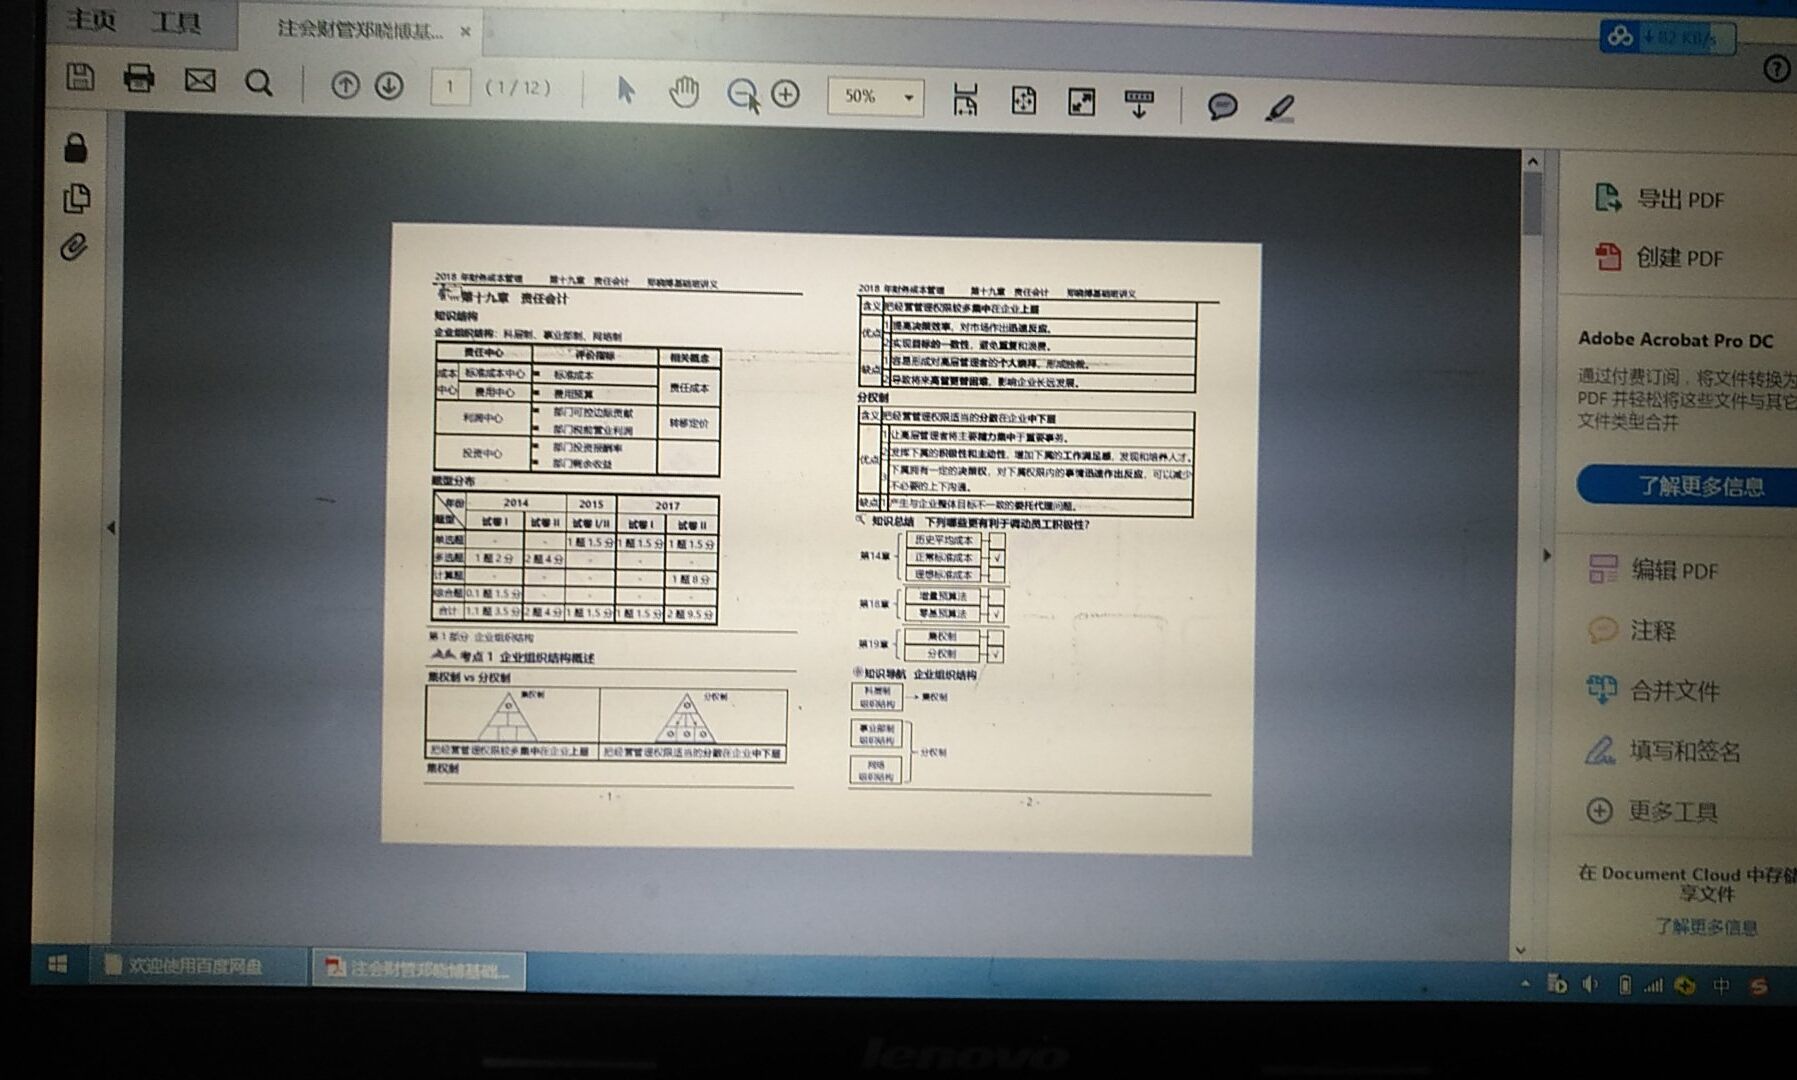 主页 工具 注会财管郑晓博基... ×
↓ 82 KB/s
1 (1 / 12) 50%
2018 年财务成本管理 第十九章 责任会计 郑晓博基础班讲义
第十九章 责任会计
知识结构
企业组织结构：科层制、事业部制、网络制
责任中心 评价指标 相关概念
成本中心 标准成本中心 标准成本 责任成本
费用中心 费用预算
利润中心 部门可控边际贡献 转移定价
部门税前营业利润
投资中心 部门投资报酬率
部门剩余收益
题型分布
年份 2014 2015 2017
题型 试卷 I 试卷 II 试卷 I/II 试卷 I 试卷 II
单选题 - - 1 题 1.5 分 1 题 1.5 分 1 题 1.5 分
多选题 1 题 2 分 2 题 4 分 - - -
计算题 - - - - 1 题 8 分
综合题 0.1 题 1.5 分 - - - -
合计 1.1 题 3.5 分 2 题 4 分 1 题 1.5 分 1 题 1.5 分 2 题 9.5 分
第 1 部分 企业组织结构
考点 1 企业组织结构概述
集权制 vs 分权制
集权制 分权制
把经营管理权限较多集中在企业上层 把经营管理权限适当的分散在企业中下层
集权制
- 1 -
2018 年财务成本管理 第十九章 责任会计 郑晓博基础班讲义
含义 把经营管理权限较多集中在企业上层
优点 1 提高决策效率，对市场作出迅速反应。
2 实现目标的一致性，避免重复和浪费。
缺点 1 容易形成对高层管理者的个人崇拜，形成独裁。
2 导致将来高管更替困难，影响企业长远发展。
分权制
含义 把经营管理权限适当的分散在企业中下层
优点 1 让高层管理者将主要精力集中于重要事务。
2 发挥下属的积极性和主动性，增加下属的工作满足感，发现和培养人才。
3 下属拥有一定的决策权，对下属权限内的事情迅速作出反应，可以减少
不必要的上下沟通。
缺点 1 产生与企业整体目标不一致的委托代理问题。
知识总结 下列哪些更有利于调动员工积极性？
第14章 历史平均成本
正常标准成本 √
理想标准成本
第18章 增量预算法
零基预算法 √
第19章 集权制
分权制 √
知识导航 企业组织结构
科层制
组织结构 → 集权制
事业部制
组织结构
分权制
网络
组织结构
- 2 -
导出 PDF
创建 PDF
Adobe Acrobat Pro DC
通过付费订阅，将文件转换为
PDF 并轻松将这些文件与其它
文件类型合并
了解更多信息
编辑 PDF
注释
合并文件
填写和签名
更多工具
在 Document Cloud 中存储
享文件
了解更多信息
欢迎使用百度网盘 注会财管郑晓博基础... 中
lenovo